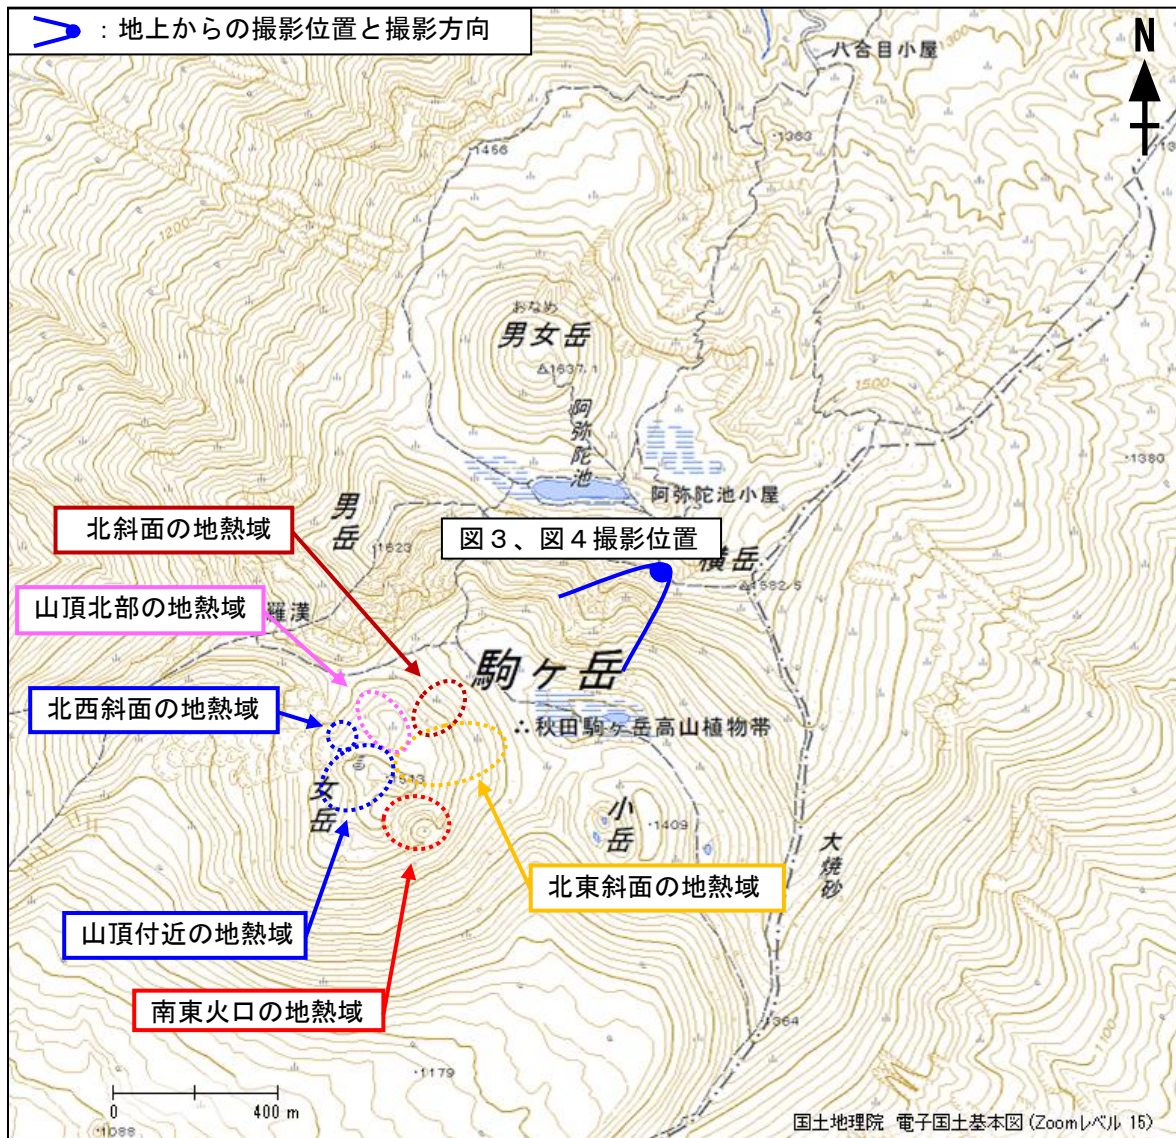 ：地上からの撮影位置と撮影方向
N
八合目小屋
1300
1363
1456
1200
おなめ
男女岳
1637.1
1500
阿弥陀池
1380
阿弥陀池小屋
男岳
1623
北斜面の地熱域
図３、図４撮影位置
横岳
1582.5
山頂北部の地熱域
羅漢
駒ヶ岳
北西斜面の地熱域
∴秋田駒ヶ岳高山植物帯
1513
女岳
小岳
1409
大焼砂
北東斜面の地熱域
山頂付近の地熱域
南東火口の地熱域
1364
1100
1179
0 400 m
1088
国土地理院 電子国土基本図 (Zoomレベル 15)